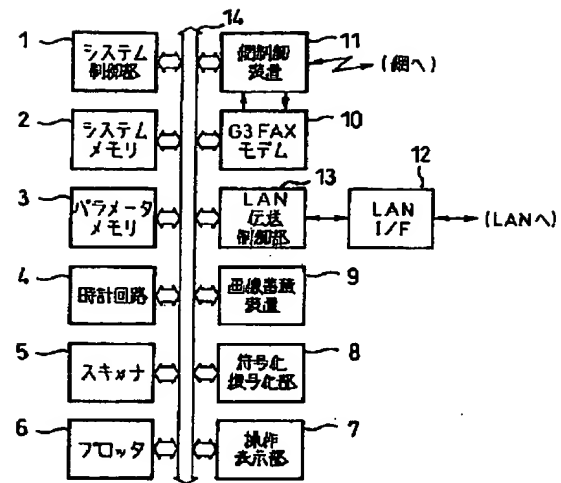 14
1
システム
制御部
11
網制御
装置
(網へ)
2
システム
メモリ
10
G3 FAX
モデム
3
パラメータ
メモリ
13
LAN
伝送
制御部
12
LAN
I/F
(LANへ)
4
時計回路
9
画像蓄積
装置
5
スキャナ
8
符号化
復号化部
6
プロッタ
7
操作
表示部